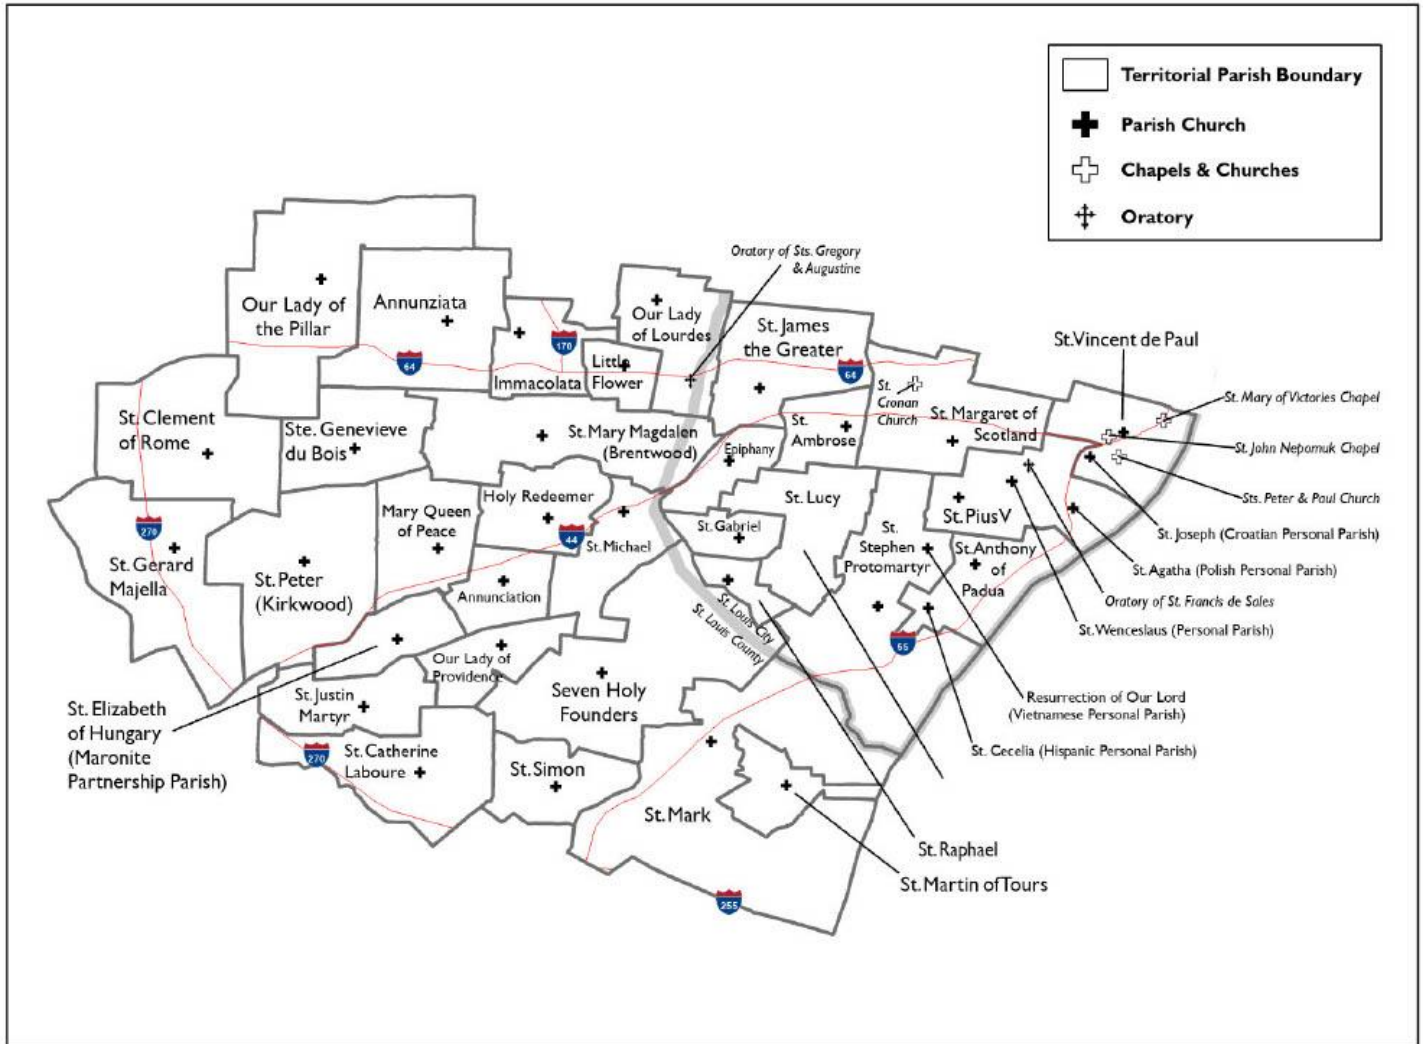 Territorial Parish Boundary
Parish Church
Chapels & Churches
Oratory
Oratory of Sts. Gregory
& Augustine
Our Lady of
the Pillar
Annunziata
64
Immacolata
170
Little
Flower
Our Lady
of Lourdes
St. James
the Greater
64
St.
Cronan
Church
St. Margaret of
Scotland
St. Vincent de Paul
St. Mary of Victories Chapel
St. John Nepomuk Chapel
Sts. Peter & Paul Church
St. Joseph (Croatian Personal Parish)
St. Agatha (Polish Personal Parish)
Oratory of St. Francis de Sales
St. Wenceslaus (Personal Parish)
Resurrection of Our Lord
(Vietnamese Personal Parish)
St. Cecelia (Hispanic Personal Parish)
St. Clement
of Rome
Ste. Genevieve
du Bois
St. Mary Magdalen
(Brentwood)
Epiphany
St.
Ambrose
270
St. Gerard
Majella
St. Peter
(Kirkwood)
Mary Queen
of Peace
Holy Redeemer
44
St. Michael
Annunciation
St. Gabriel
St. Lucy
St.
Stephen
Protomartyr
St. Pius V
St. Anthony
of
Padua
55
St. Louis City
St. Louis County
Our Lady of
Providence
Seven Holy
Founders
St. Justin
Martyr
St. Elizabeth
of Hungary
(Maronite
Partnership Parish)
270
St. Catherine
Laboure
St. Simon
St. Mark
St. Raphael
St. Martin of Tours
255